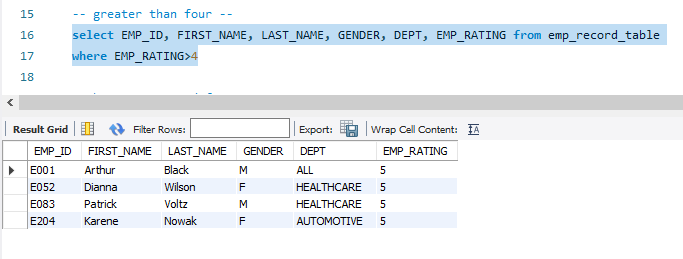 15 -- greater than four --
16 select EMP_ID, FIRST_NAME, LAST_NAME, GENDER, DEPT, EMP_RATING from emp_record_table
17 where EMP_RATING>4
18
Result Grid Filter Rows: Export: Wrap Cell Content:
EMP_ID FIRST_NAME LAST_NAME GENDER DEPT EMP_RATING
E001 Arthur Black M ALL 5
E052 Dianna Wilson F HEALTHCARE 5
E083 Patrick Voltz M HEALTHCARE 5
E204 Karene Nowak F AUTOMOTIVE 5